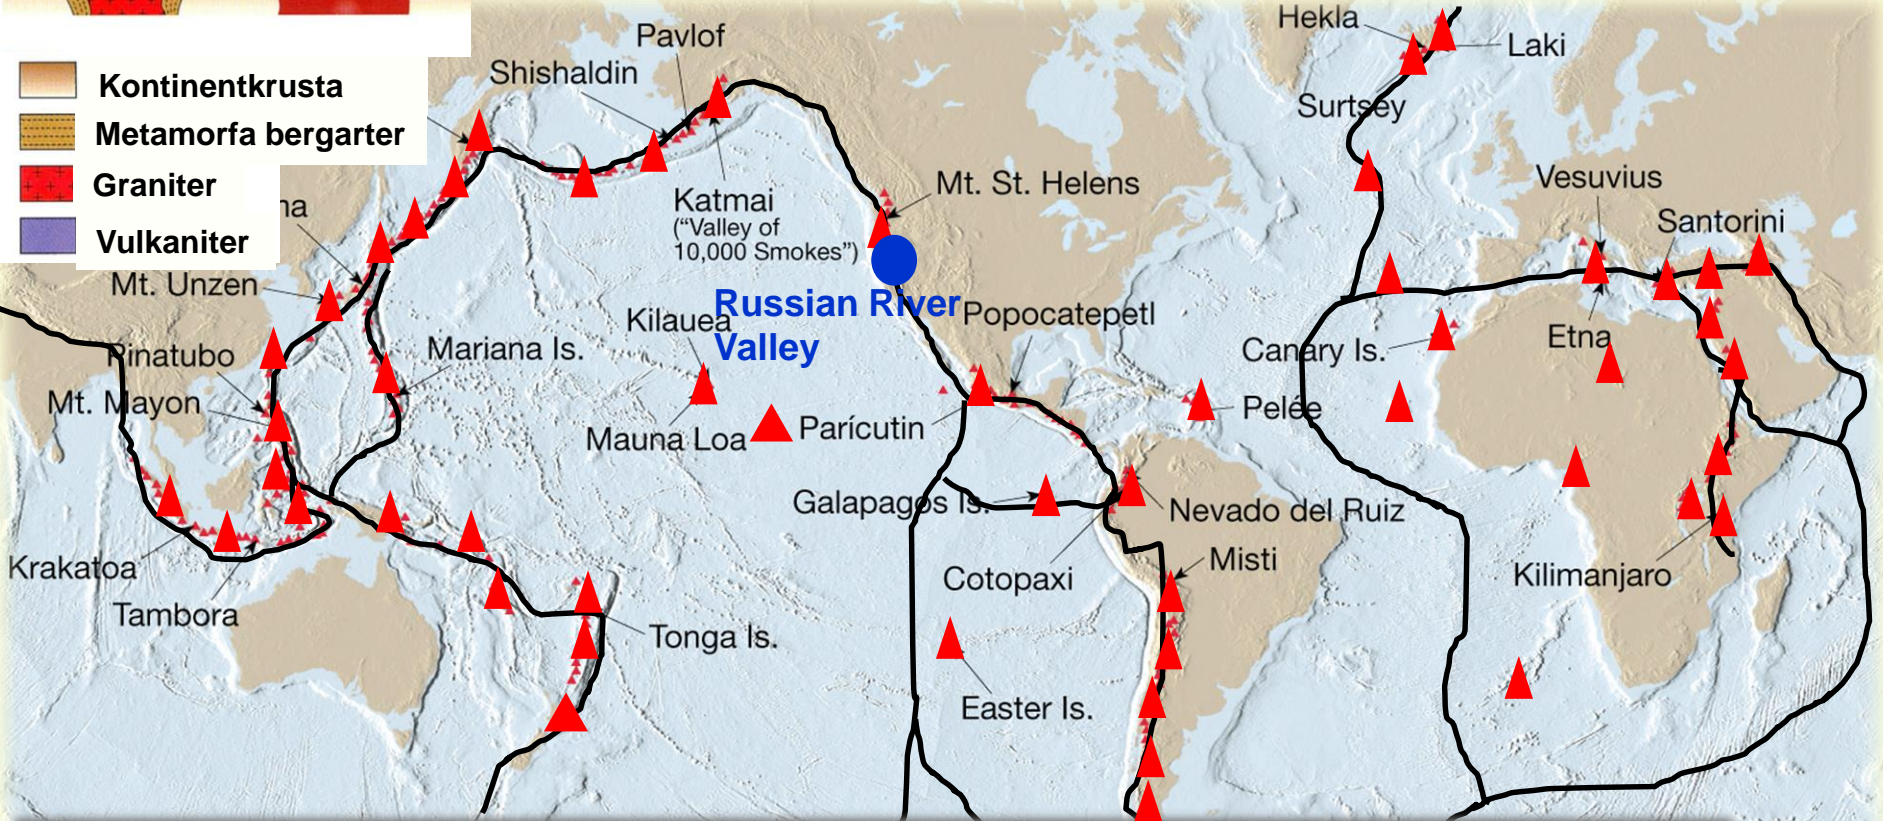 Kontinentkrusta
Metamorfa bergarter
Graniter
Vulkaniter
Pavlof
Shishaldin
Katmai
(“Valley of
10,000 Smokes”)
Mt. St. Helens
Hekla
Laki
Surtsey
Vesuvius
Santorini
Mt. Unzen
Pinatubo
Mt. Mayon
Mariana Is.
Kilauea
Russian River
Valley
Popocatepetl
Mauna Loa
Parícutin
Canary Is.
Etna
Pelée
Galapagos Is.
Nevado del Ruiz
Cotopaxi
Misti
Krakatoa
Tambora
Tonga Is.
Easter Is.
Kilimanjaro